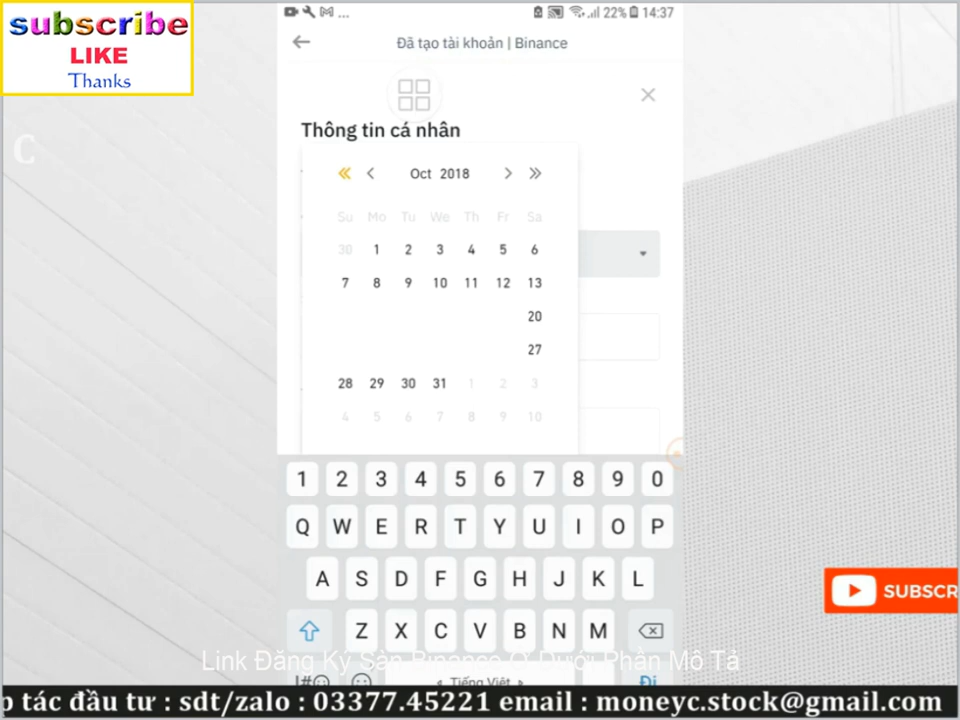 subscribe
LIKE
Thanks
... 22% 14:37
Đã tạo tài khoản | Binance
C
Thông tin cá nhân
Oct 2018
Su Mo Tu We Th Fr Sa
30 1 2 3 4 5 6
7 8 9 10 11 12 13
20
27
28 29 30 31 1 2 3
4 5 6 7 8 9 10
1 2 3 4 5 6 7 8 9 0
Q W E R T Y U I O P
A S D F G H J K L
SUBSCR
Z X C V B N M
Link Đăng Ký Sàn Binance Ở Dưới Phần Mô Tả
!#☺ Tiếng Việt Đi
p tác đầu tư : sdt/zalo : 03377.45221 email : moneyc.stock@gmail.com